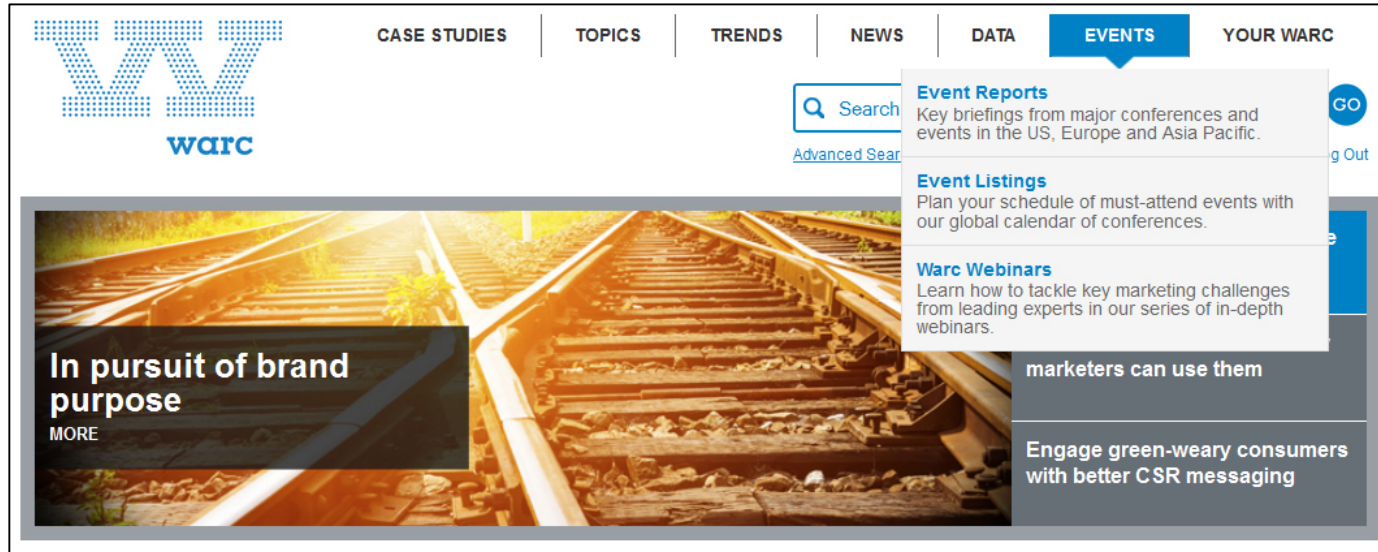 CASE STUDIES
TOPICS
TRENDS
NEWS
DATA
EVENTS
YOUR WARC
warc
Search
GO
Advanced Sear
g Out
Event Reports
Key briefings from major conferences and
events in the US, Europe and Asia Pacific.
Event Listings
Plan your schedule of must-attend events with
our global calendar of conferences.
Warc Webinars
Learn how to tackle key marketing challenges
from leading experts in our series of in-depth
webinars.
In pursuit of brand
purpose
MORE
marketers can use them
Engage green-weary consumers
with better CSR messaging